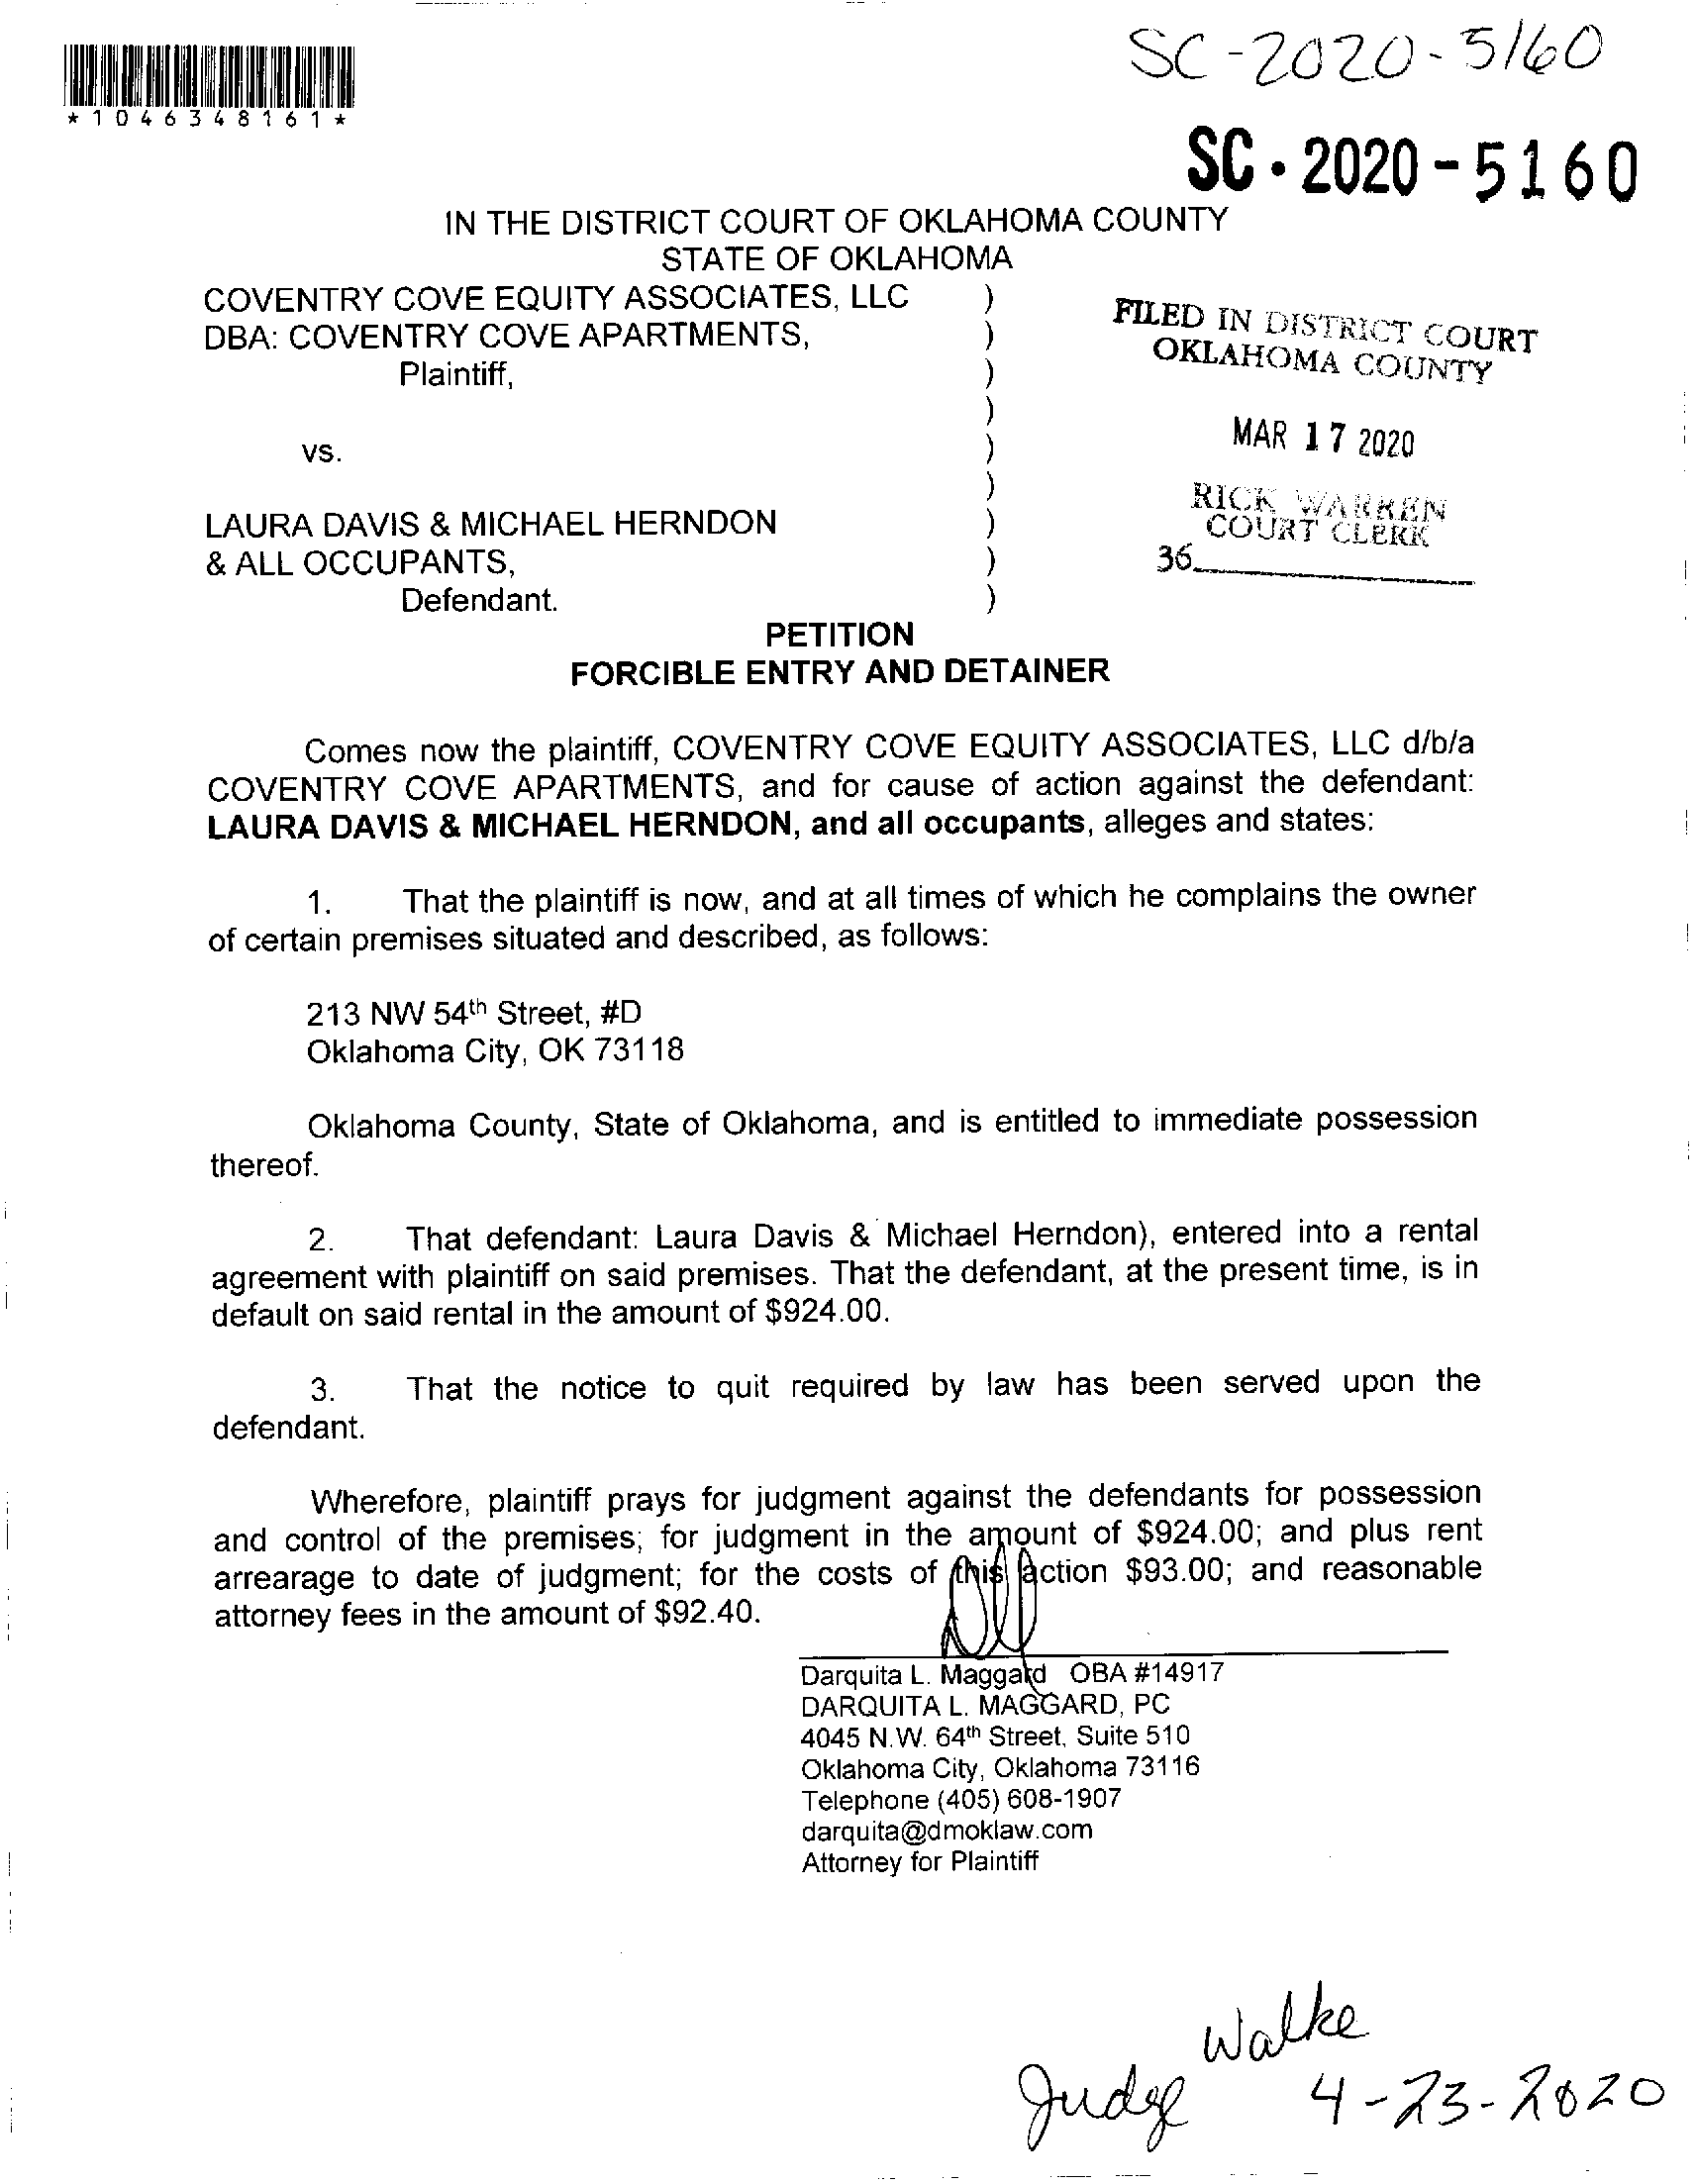 SC-2020-5160
*1046348161*
SC·2020-5160
IN THE DISTRICT COURT OF OKLAHOMA COUNTY
STATE OF OKLAHOMA
COVENTRY COVE EQUITY ASSOCIATES, LLC )
DBA: COVENTRY COVE APARTMENTS, )
Plaintiff, )
)
vs. )
)
LAURA DAVIS & MICHAEL HERNDON )
& ALL OCCUPANTS, )
Defendant. )
FILED IN DISTRICT COURT
OKLAHOMA COUNTY
MAR 17 2020
RICK WARREN
COURT CLERK
36
PETITION
FORCIBLE ENTRY AND DETAINER
Comes now the plaintiff, COVENTRY COVE EQUITY ASSOCIATES, LLC d/b/a
COVENTRY COVE APARTMENTS, and for cause of action against the defendant:
LAURA DAVIS & MICHAEL HERNDON, and all occupants, alleges and states:
1. That the plaintiff is now, and at all times of which he complains the owner
of certain premises situated and described, as follows:
213 NW 54th Street, #D
Oklahoma City, OK 73118
Oklahoma County, State of Oklahoma, and is entitled to immediate possession
thereof.
2. That defendant: Laura Davis & Michael Herndon), entered into a rental
agreement with plaintiff on said premises. That the defendant, at the present time, is in
default on said rental in the amount of $924.00.
3. That the notice to quit required by law has been served upon the
defendant.
Wherefore, plaintiff prays for judgment against the defendants for possession
and control of the premises; for judgment in the amount of $924.00; and plus rent
arrearage to date of judgment; for the costs of this action $93.00; and reasonable
attorney fees in the amount of $92.40.
Darquita L. Maggard OBA #14917
DARQUITA L. MAGGARD, PC
4045 N.W. 64th Street, Suite 510
Oklahoma City, Oklahoma 73116
Telephone (405) 608-1907
darquita@dmoklaw.com
Attorney for Plaintiff
Judge Walke
4-23-2020